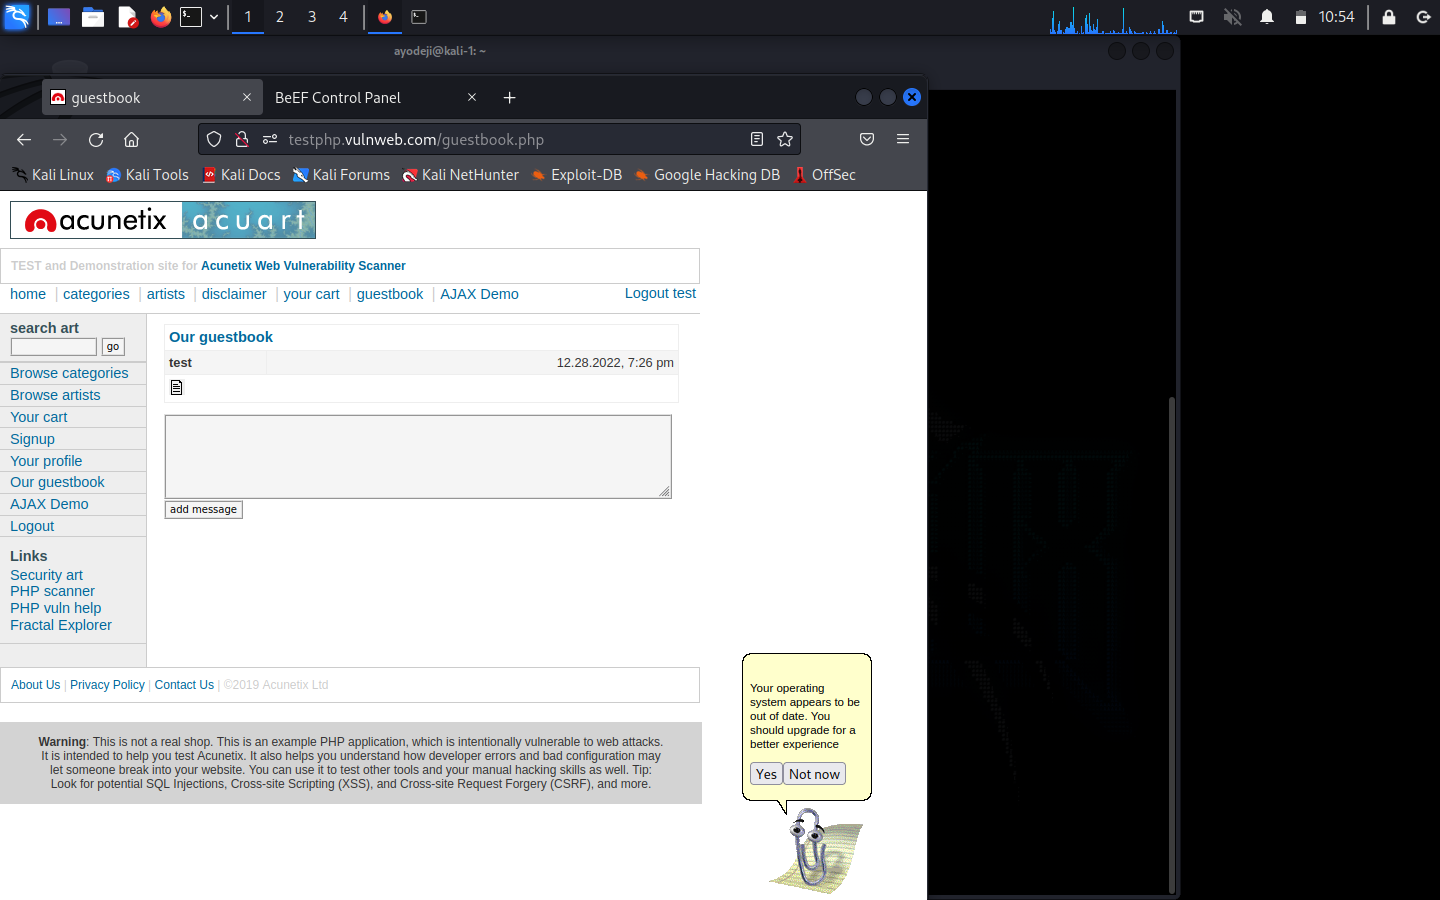 1 2 3 4 10:54
ayodeji@kali-1: ~
guestbook BeEF Control Panel
testphp.vulnweb.com/guestbook.php
Kali Linux Kali Tools Kali Docs Kali Forums Kali NetHunter Exploit-DB Google Hacking DB OffSec
acunetix acuart
TEST and Demonstration site for Acunetix Web Vulnerability Scanner
home | categories | artists | disclaimer | your cart | guestbook | AJAX Demo Logout test
search art
go
Browse categories
Browse artists
Your cart
Signup
Your profile
Our guestbook
AJAX Demo
Logout
Links
Security art
PHP scanner
PHP vuln help
Fractal Explorer
Our guestbook
test 12.28.2022, 7:26 pm
add message
About Us | Privacy Policy | Contact Us | ©2019 Acunetix Ltd
Warning: This is not a real shop. This is an example PHP application, which is intentionally vulnerable to web attacks.
It is intended to help you test Acunetix. It also helps you understand how developer errors and bad configuration may
let someone break into your website. You can use it to test other tools and your manual hacking skills as well. Tip:
Look for potential SQL Injections, Cross-site Scripting (XSS), and Cross-site Request Forgery (CSRF), and more.
Your operating
system appears to be
out of date. You
should upgrade for a
better experience
Yes Not now